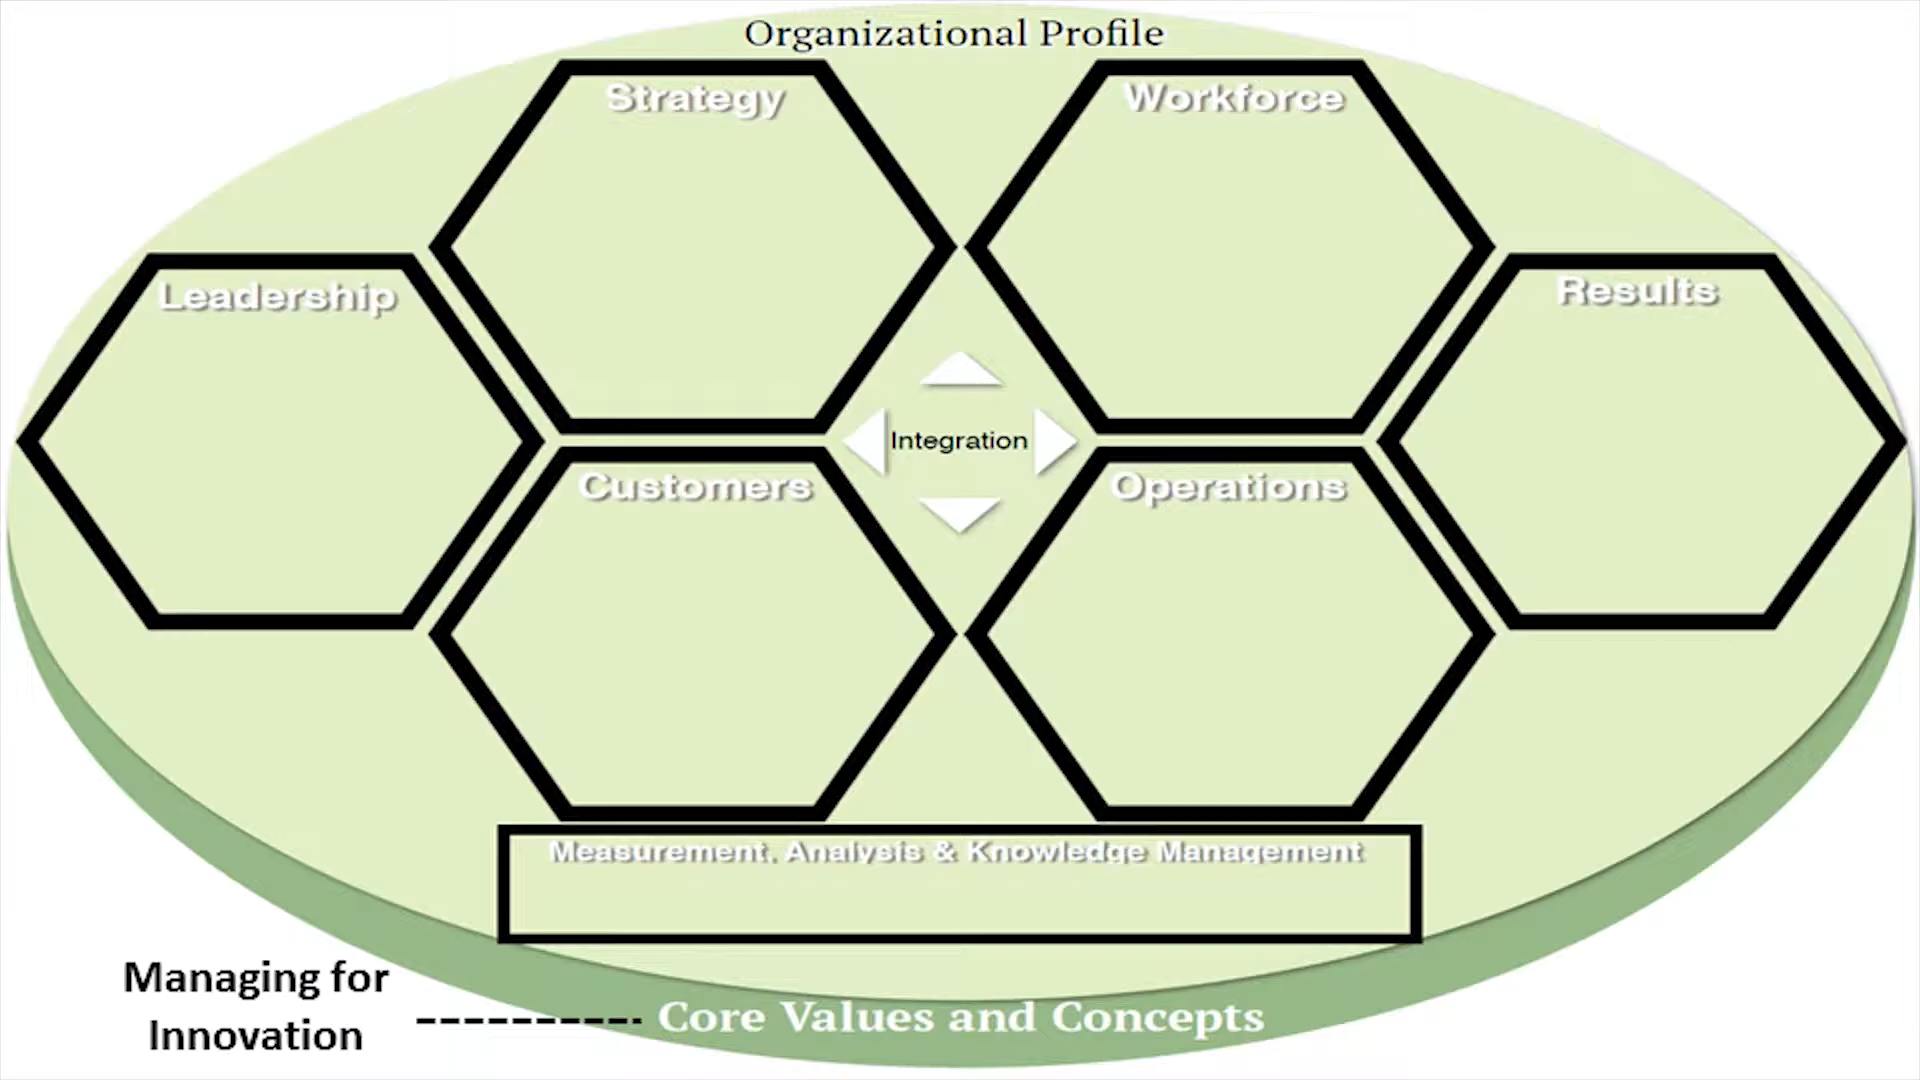 Organizational Profile
Strategy
Workforce
Leadership
Results
Integration
Customers
Operations
Measurement, Analysis & Knowledge Management
Managing for
Innovation
Core Values and Concepts